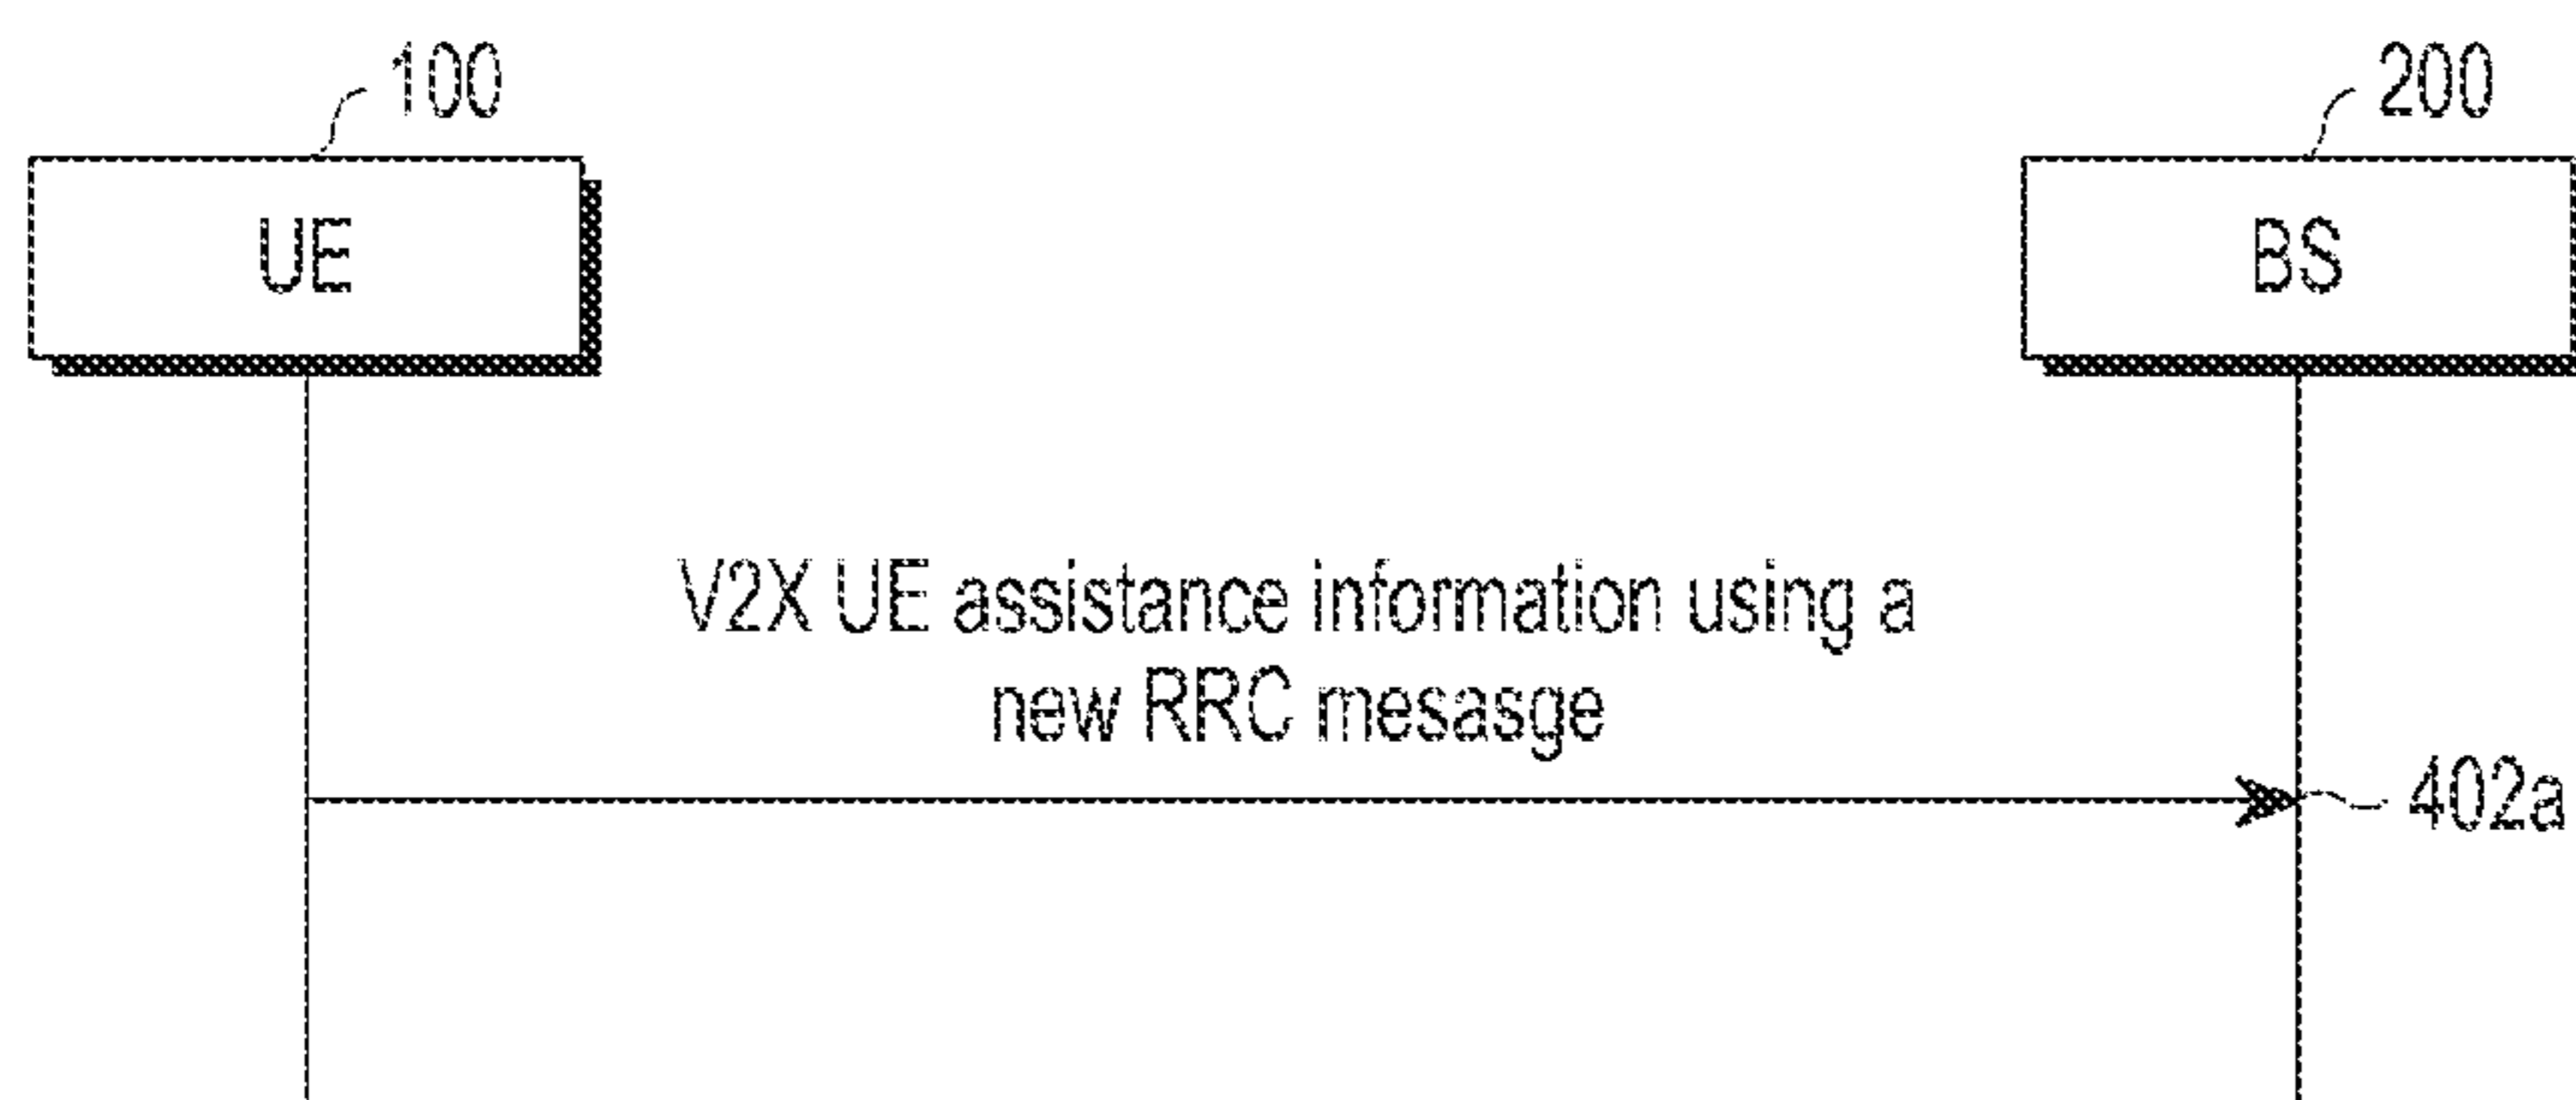 100
200
UE
BS
V2X UE assistance information using a
new RRC mesasge
402a